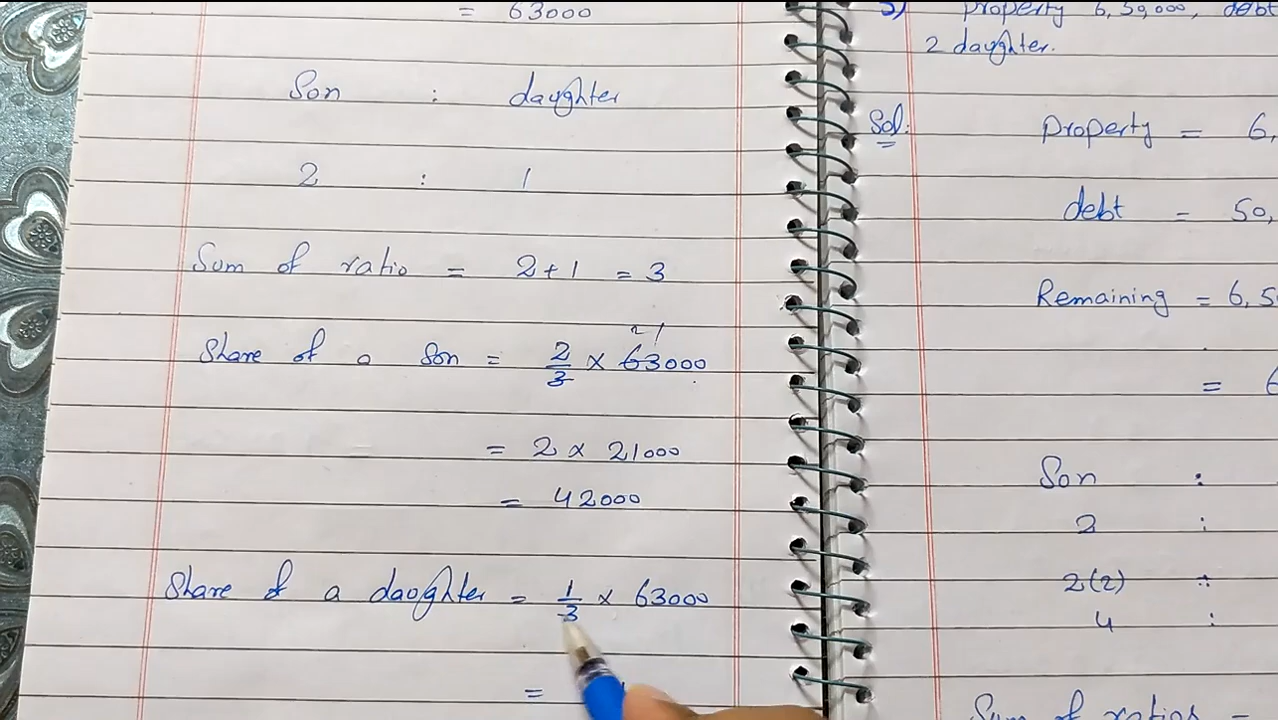 = 63000
Son : daughter
2 : 1
Sum of ratio = 2+1 = 3
21
Share of a Son = 2/3 × 63000
= 2 × 21000
= 42000
Share of a daughter = 1/3 × 63000
=
5) property 6,50,000, debt
2 daughter.
Sol:
property = 6,
debt = 50,
Remaining = 6,5
= 6
Son :
2 :
2(2) :
4 :
Sum of ratios =